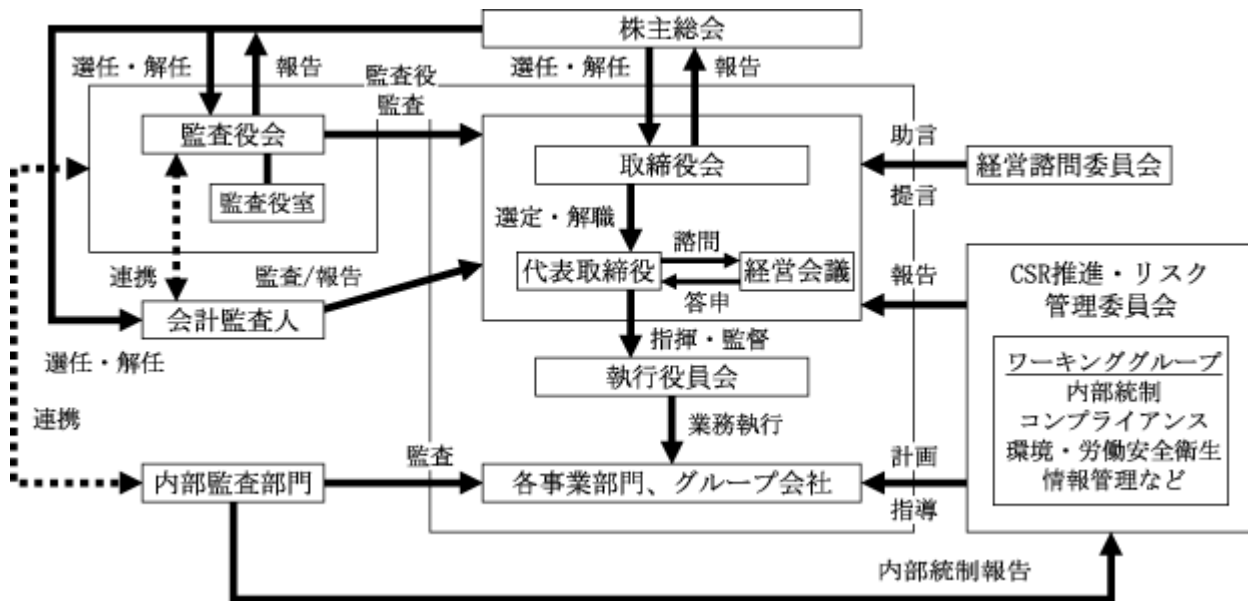 株主総会
選任・解任
報告
監査役
監査
選任・解任
報告
監査役会
監査役室
取締役会
助言
経営諮問委員会
提言
選定・解職
諮問
代表取締役
経営会議
答申
連携
監査/報告
会計監査人
選任・解任
報告
CSR推進・リスク
管理委員会
ワーキンググループ
内部統制
コンプライアンス
環境・労働安全衛生
情報管理など
指揮・監督
執行役員会
業務執行
連携
内部監査部門
監査
各事業部門、グループ会社
計画
指導
内部統制報告